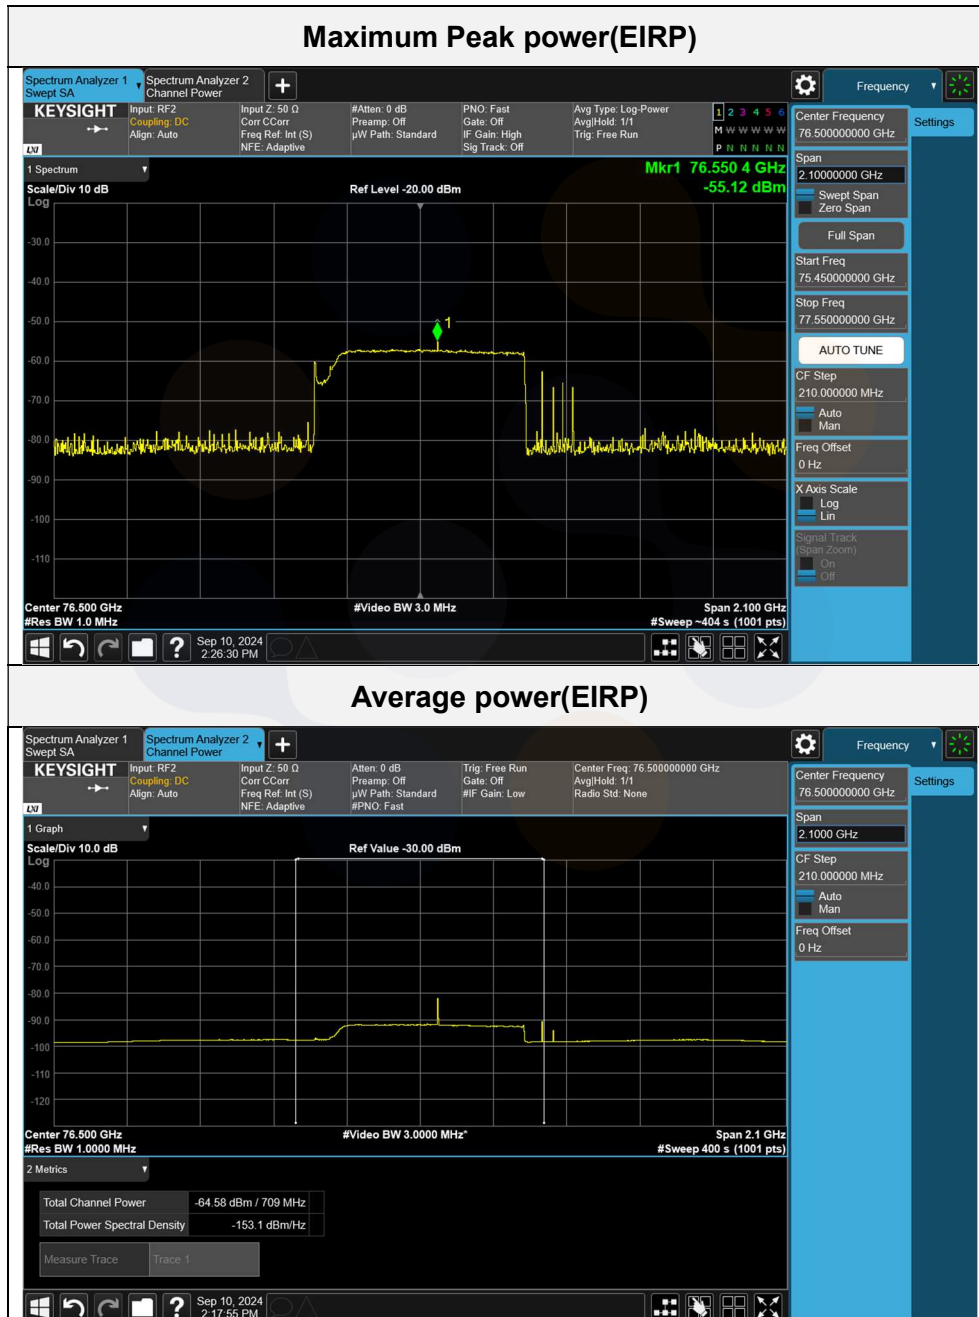 Maximum Peak power(EIRP)
Spectrum Analyzer 1
Swept SA
Spectrum Analyzer 2
Channel Power
Frequency
KEYSIGHT
LXI
Input: RF2
Coupling: DC
Align: Auto
Input Z: 50 Ω
Corr CCorr
Freq Ref: Int (S)
NFE: Adaptive
#Atten: 0 dB
Preamp: Off
µW Path: Standard
PNO: Fast
Gate: Off
IF Gain: High
Sig Track: Off
Avg Type: Log-Power
Avg|Hold: 1/1
Trig: Free Run
1 2 3 4 5 6
M W W W W W
P N N N N N
Center Frequency
76.500000000 GHz
Settings
Span
2.10000000 GHz
Swept Span
Zero Span
Full Span
Start Freq
75.450000000 GHz
Stop Freq
77.550000000 GHz
AUTO TUNE
CF Step
210.000000 MHz
Auto
Man
Freq Offset
0 Hz
X Axis Scale
Log
Lin
Signal Track
(Span Zoom)
On
Off
1 Spectrum
Scale/Div 10 dB
Log
Ref Level -20.00 dBm
Mkr1 76.550 4 GHz
-55.12 dBm
-30.0
-40.0
-50.0
1
-60.0
-70.0
-80.0
-90.0
-100
-110
Center 76.500 GHz
#Res BW 1.0 MHz
#Video BW 3.0 MHz
Span 2.100 GHz
#Sweep ~404 s (1001 pts)
Sep 10, 2024
2:26:30 PM
Average power(EIRP)
Spectrum Analyzer 1
Swept SA
Spectrum Analyzer 2
Channel Power
Frequency
KEYSIGHT
LXI
Input: RF2
Coupling: DC
Align: Auto
Input Z: 50 Ω
Corr CCorr
Freq Ref: Int (S)
NFE: Adaptive
Atten: 0 dB
Preamp: Off
µW Path: Standard
#PNO: Fast
Trig: Free Run
Gate: Off
#IF Gain: Low
Center Freq: 76.500000000 GHz
Avg|Hold: 1/1
Radio Std: None
Center Frequency
76.500000000 GHz
Settings
Span
2.1000 GHz
CF Step
210.000000 MHz
Auto
Man
Freq Offset
0 Hz
1 Graph
Scale/Div 10.0 dB
Log
Ref Value -30.00 dBm
-40.0
-50.0
-60.0
-70.0
-80.0
-90.0
-100
-110
-120
Center 76.500 GHz
#Res BW 1.0000 MHz
#Video BW 3.0000 MHz*
Span 2.1 GHz
#Sweep 400 s (1001 pts)
2 Metrics
Total Channel Power -64.58 dBm / 709 MHz
Total Power Spectral Density -153.1 dBm/Hz
Measure Trace Trace 1
Sep 10, 2024
2:17:55 PM